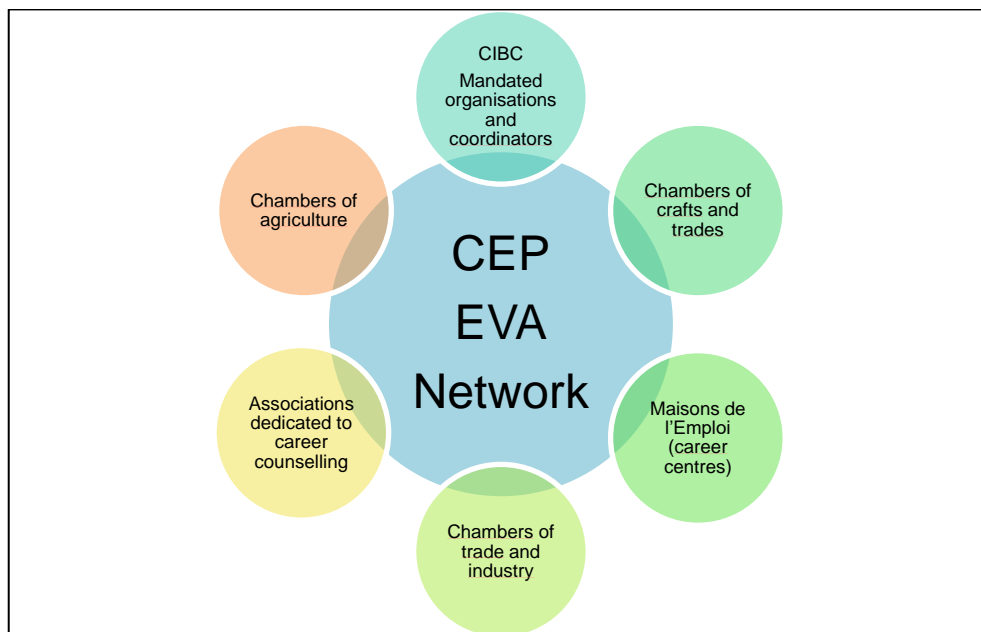 CIBC
Mandated
organisations
and
coordinators
Chambers of
agriculture
Chambers of
crafts and
trades
CEP
EVA
Network
Associations
dedicated to
career
counselling
Maisons de
l'Emploi
(career
centres)
Chambers of
trade and
industry